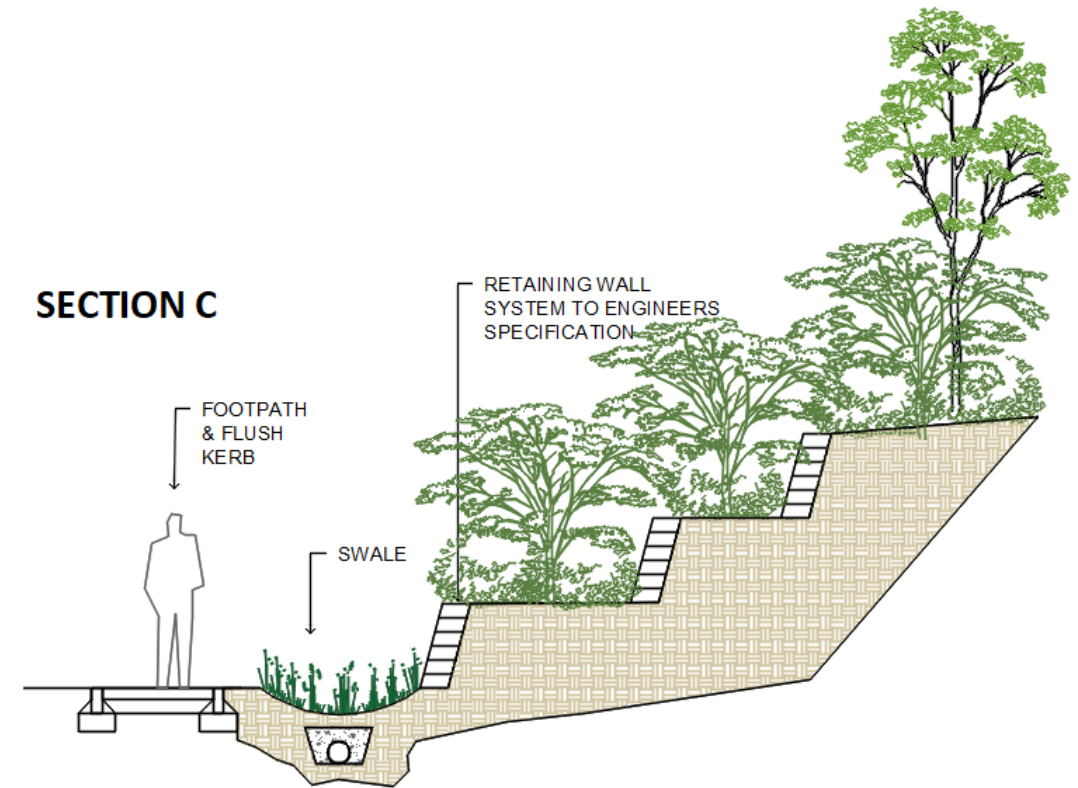 SECTION C
RETAINING WALL
SYSTEM TO ENGINEERS
SPECIFICATION
FOOTPATH
& FLUSH
KERB
SWALE